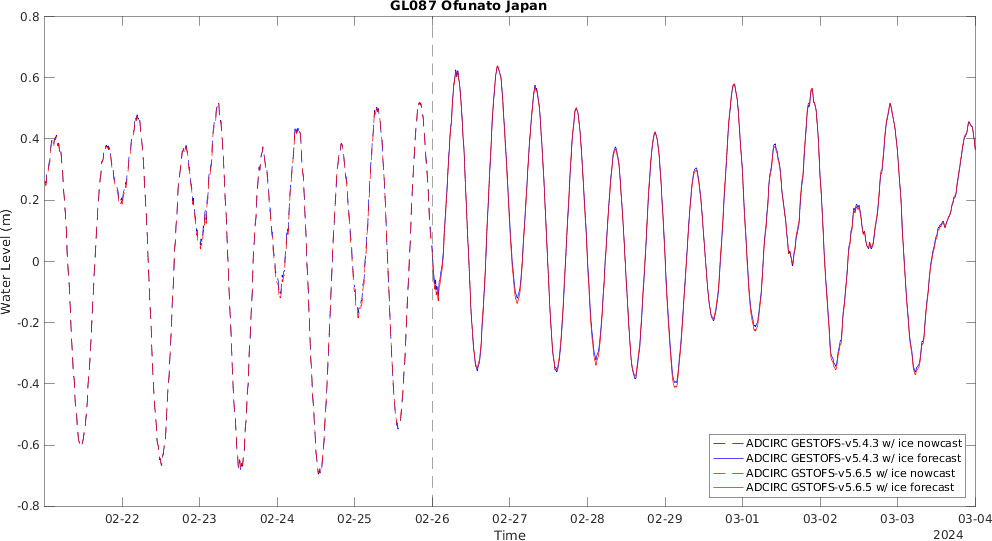 GL087 Ofunato Japan
0.8
0.6
0.4
0.2
0
-0.2
-0.4
-0.6
-0.8
Water Level (m)
02-22 02-23 02-24 02-25 02-26 02-27 02-28 02-29 03-01 03-02 03-03 03-04
Time
2024
ADCIRC GESTOFS-v5.4.3 w/ ice nowcast
ADCIRC GESTOFS-v5.4.3 w/ ice forecast
ADCIRC GSTOFS-v5.6.5 w/ ice nowcast
ADCIRC GSTOFS-v5.6.5 w/ ice forecast